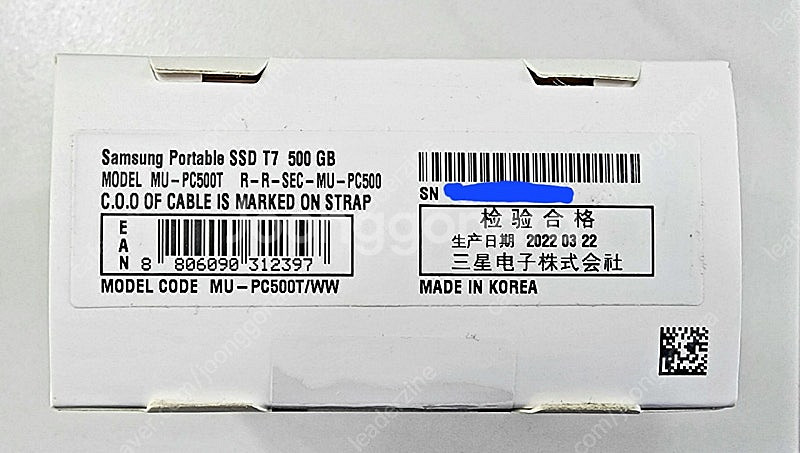 Samsung Portable SSD T7 500 GB
MODEL MU-PC500T R-R-SEC-MU-PC500
C.O.O OF CABLE IS MARKED ON STRAP
EAN
8 806090 312397
MODEL CODE MU-PC500T/WW
SN
检验合格
生产日期 2022 03 22
三星电子株式会社
MADE IN KOREA